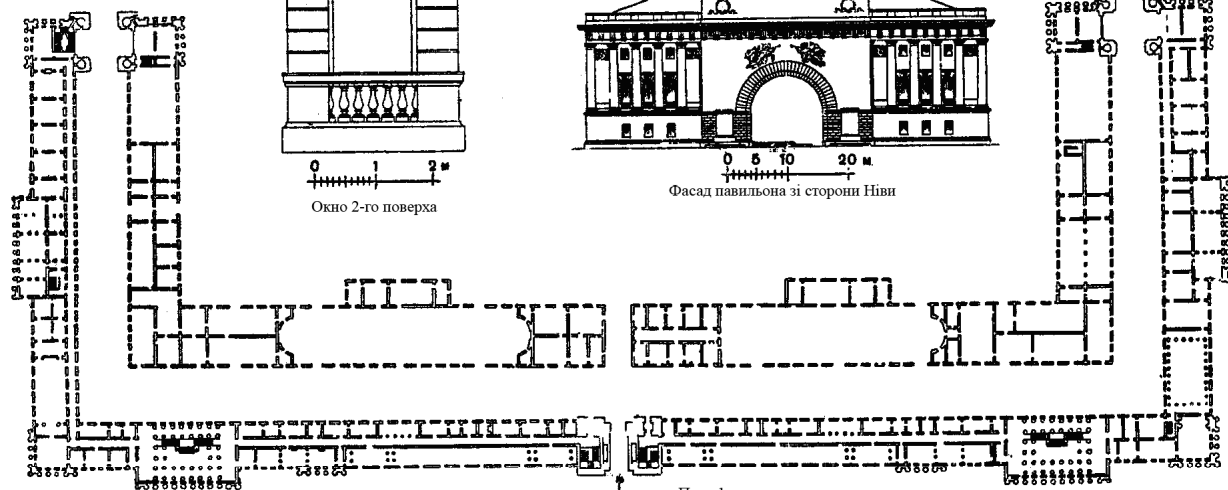 0 1 2 м
Окно 2-го поверха
0 5 10 20 м.
Фасад павильона зі сторони Ніви